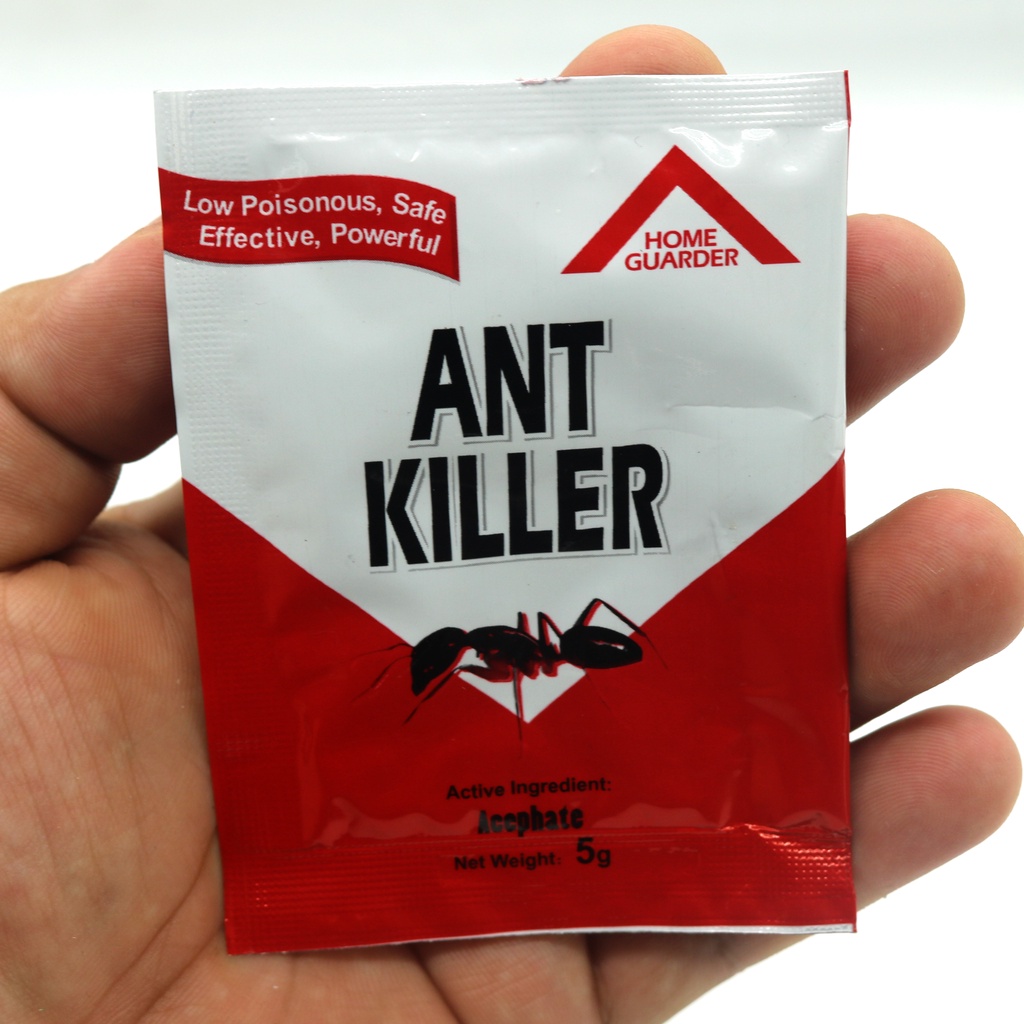 Low Poisonous, Safe
Effective, Powerful
HOME
GUARDER
ANT
KILLER
Active Ingredient:
Acephate
Net Weight: 5g